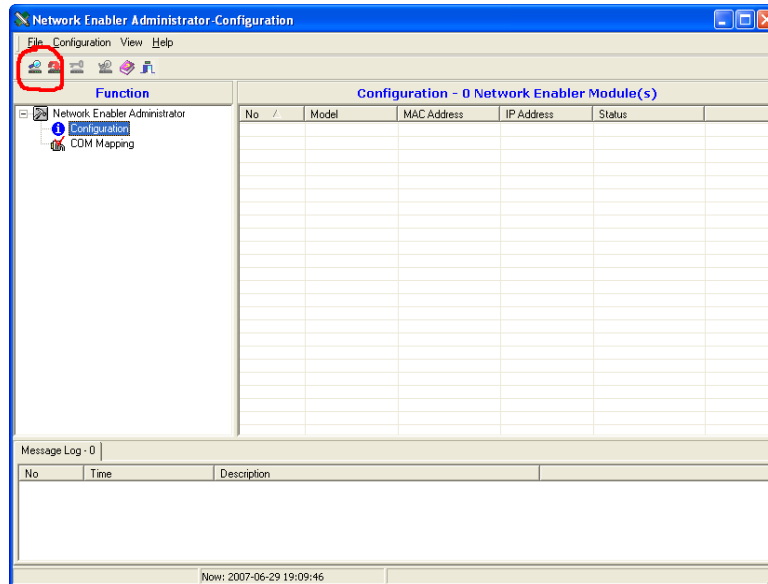 Network Enabler Administrator-Configuration
File Configuration View Help
Function
Configuration - 0 Network Enabler Module(s)
Network Enabler Administrator
Configuration
COM Mapping
No Model MAC Address IP Address Status
Message Log - 0
No Time Description
Now: 2007-06-29 19:09:46